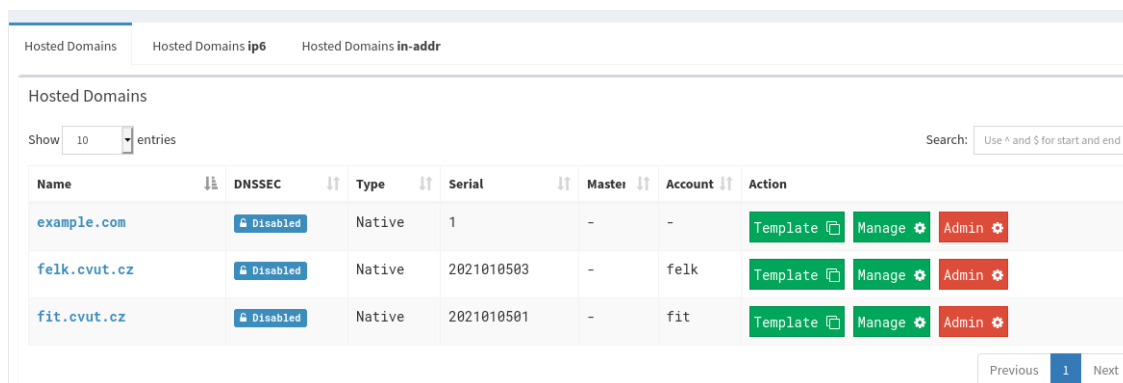 Hosted Domains Hosted Domains ip6 Hosted Domains in-addr
Hosted Domains
Show 10 entries Search: Use ^ and $ for start and end
Name DNSSEC Type Serial Master Account Action
example.com Disabled Native 1 - - Template Manage Admin
felk.cvut.cz Disabled Native 2021010503 - felk Template Manage Admin
fit.cvut.cz Disabled Native 2021010501 - fit Template Manage Admin
Previous 1 Next